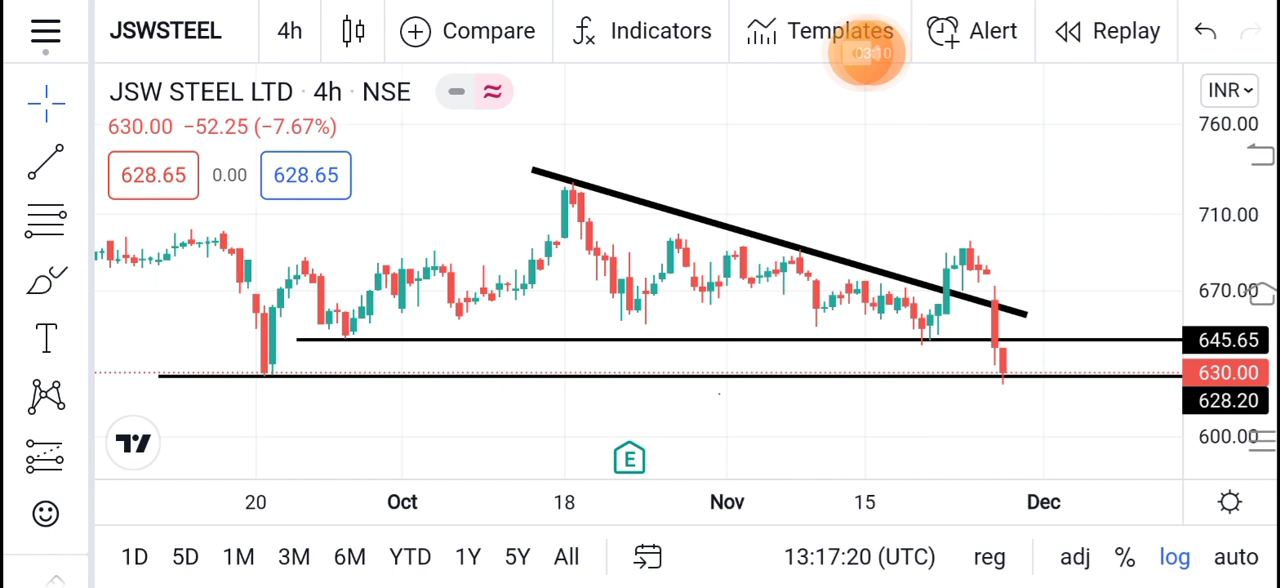 JSWSTEEL 4h Compare Indicators Templates Alert Replay
03:10
JSW STEEL LTD · 4h · NSE
INR
630.00 −52.25 (−7.67%)
760.00
628.65 0.00 628.65
710.00
670.00
645.65
630.00
628.20
600.00
E
20 Oct 18 Nov 15 Dec
1D 5D 1M 3M 6M YTD 1Y 5Y All 13:17:20 (UTC) reg adj % log auto